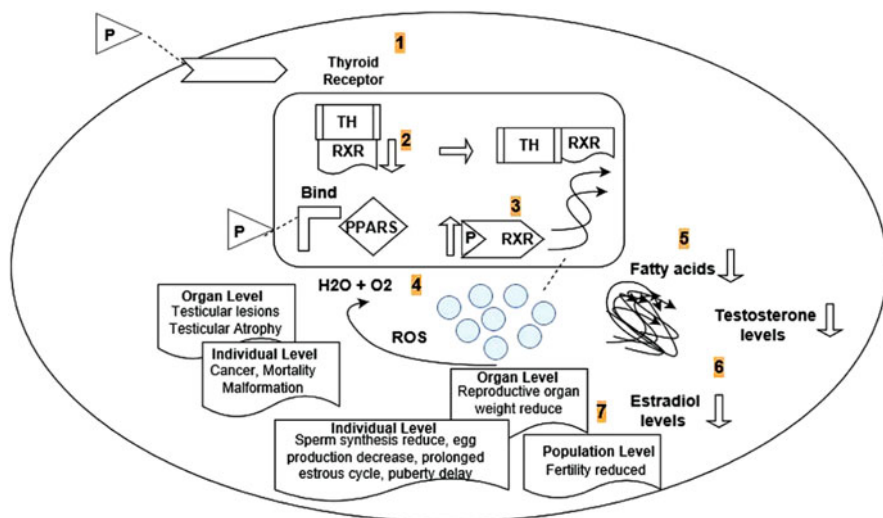 P
1
Thyroid
Receptor
TH
RXR
2
TH
RXR
Bind
P
PPARS
3
P
RXR
5
Fatty acids
H2O + O2
4
ROS
Testosterone
levels
Organ Level
Testicular lesions
Testicular Atrophy
Individual Level
Cancer, Mortality
Malformation
6
Estradiol
levels
Organ Level
Reproductive organ
weight reduce
7
Individual Level
Sperm synthesis reduce, egg
production decrease, prolonged
estrous cycle, puberty delay
Population Level
Fertility reduced